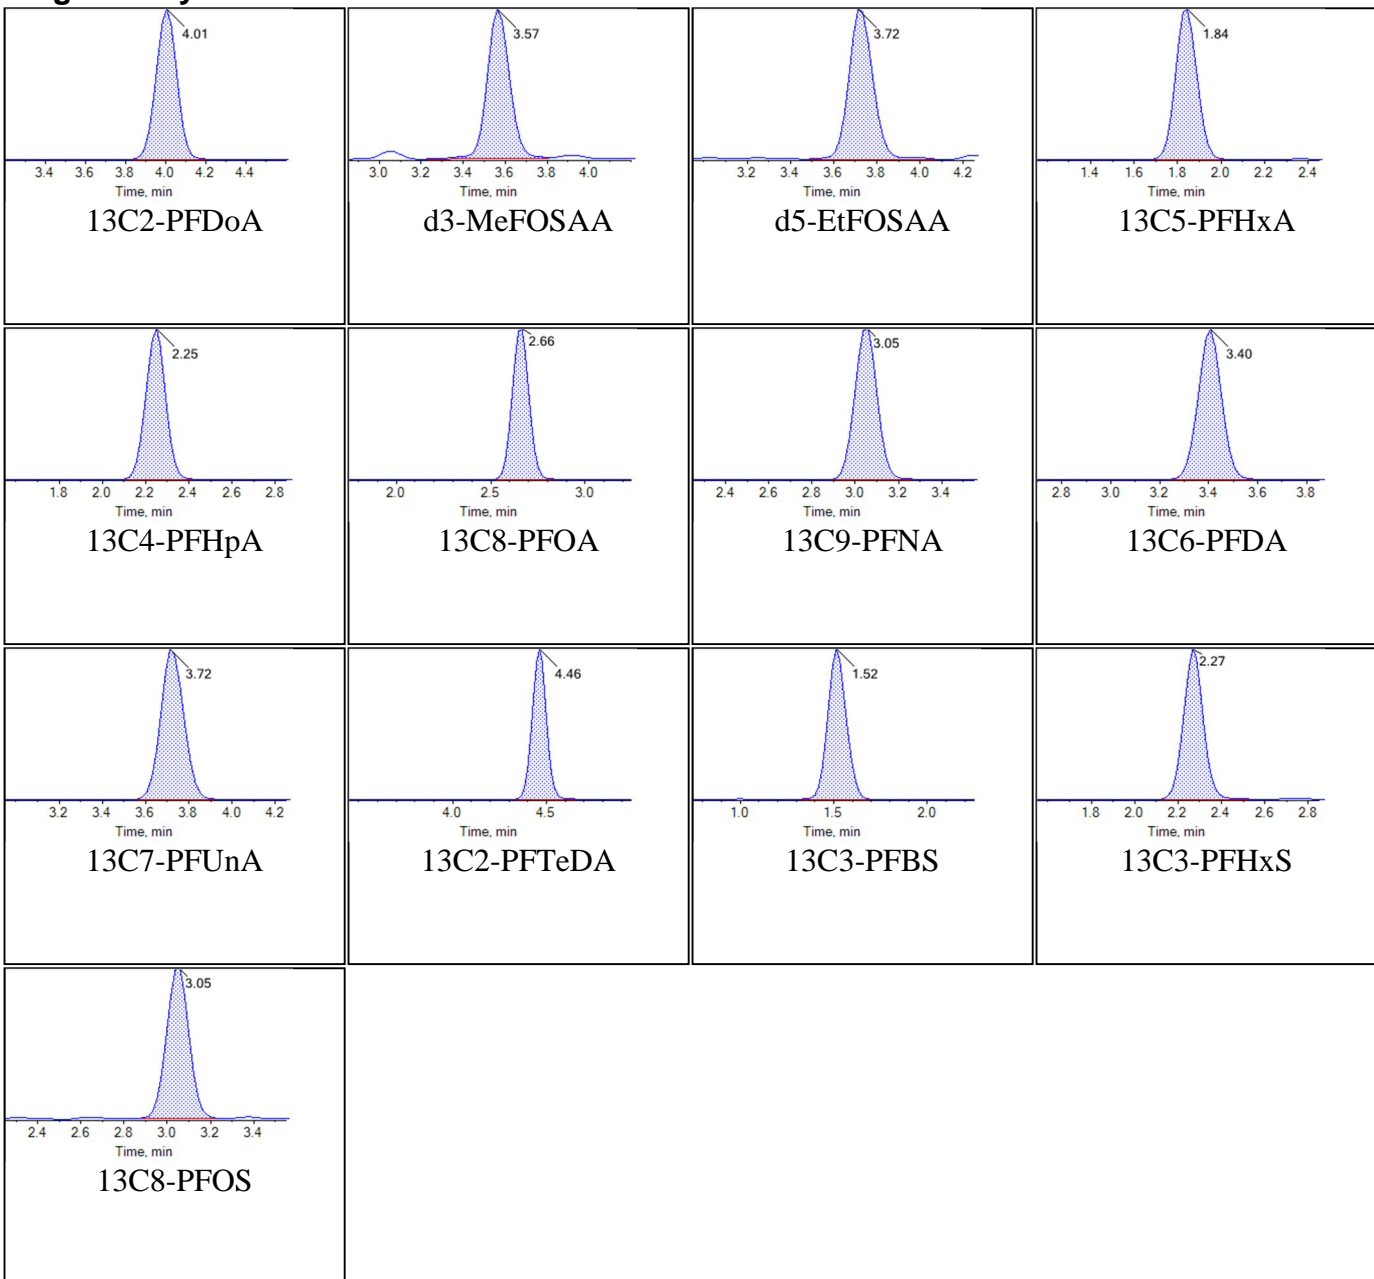 4.01
3.4 3.6 3.8 4.0 4.2 4.4
Time, min
13C2-PFDoA
3.57
3.0 3.2 3.4 3.6 3.8 4.0
Time, min
d3-MeFOSAA
3.72
3.2 3.4 3.6 3.8 4.0 4.2
Time, min
d5-EtFOSAA
1.84
1.4 1.6 1.8 2.0 2.2 2.4
Time, min
13C5-PFHxA
2.25
1.8 2.0 2.2 2.4 2.6 2.8
Time, min
13C4-PFHpA
2.66
2.0 2.5 3.0
Time, min
13C8-PFOA
3.05
2.4 2.6 2.8 3.0 3.2 3.4
Time, min
13C9-PFNA
3.40
2.8 3.0 3.2 3.4 3.6 3.8
Time, min
13C6-PFDA
3.72
3.2 3.4 3.6 3.8 4.0 4.2
Time, min
13C7-PFUnA
4.46
4.0 4.5
Time, min
13C2-PFTeDA
1.52
1.0 1.5 2.0
Time, min
13C3-PFBS
2.27
1.8 2.0 2.2 2.4 2.6 2.8
Time, min
13C3-PFHxS
3.05
2.4 2.6 2.8 3.0 3.2 3.4
Time, min
13C8-PFOS